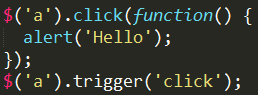 $('a').click(function() {
  alert('Hello');
});
$('a').trigger('click');